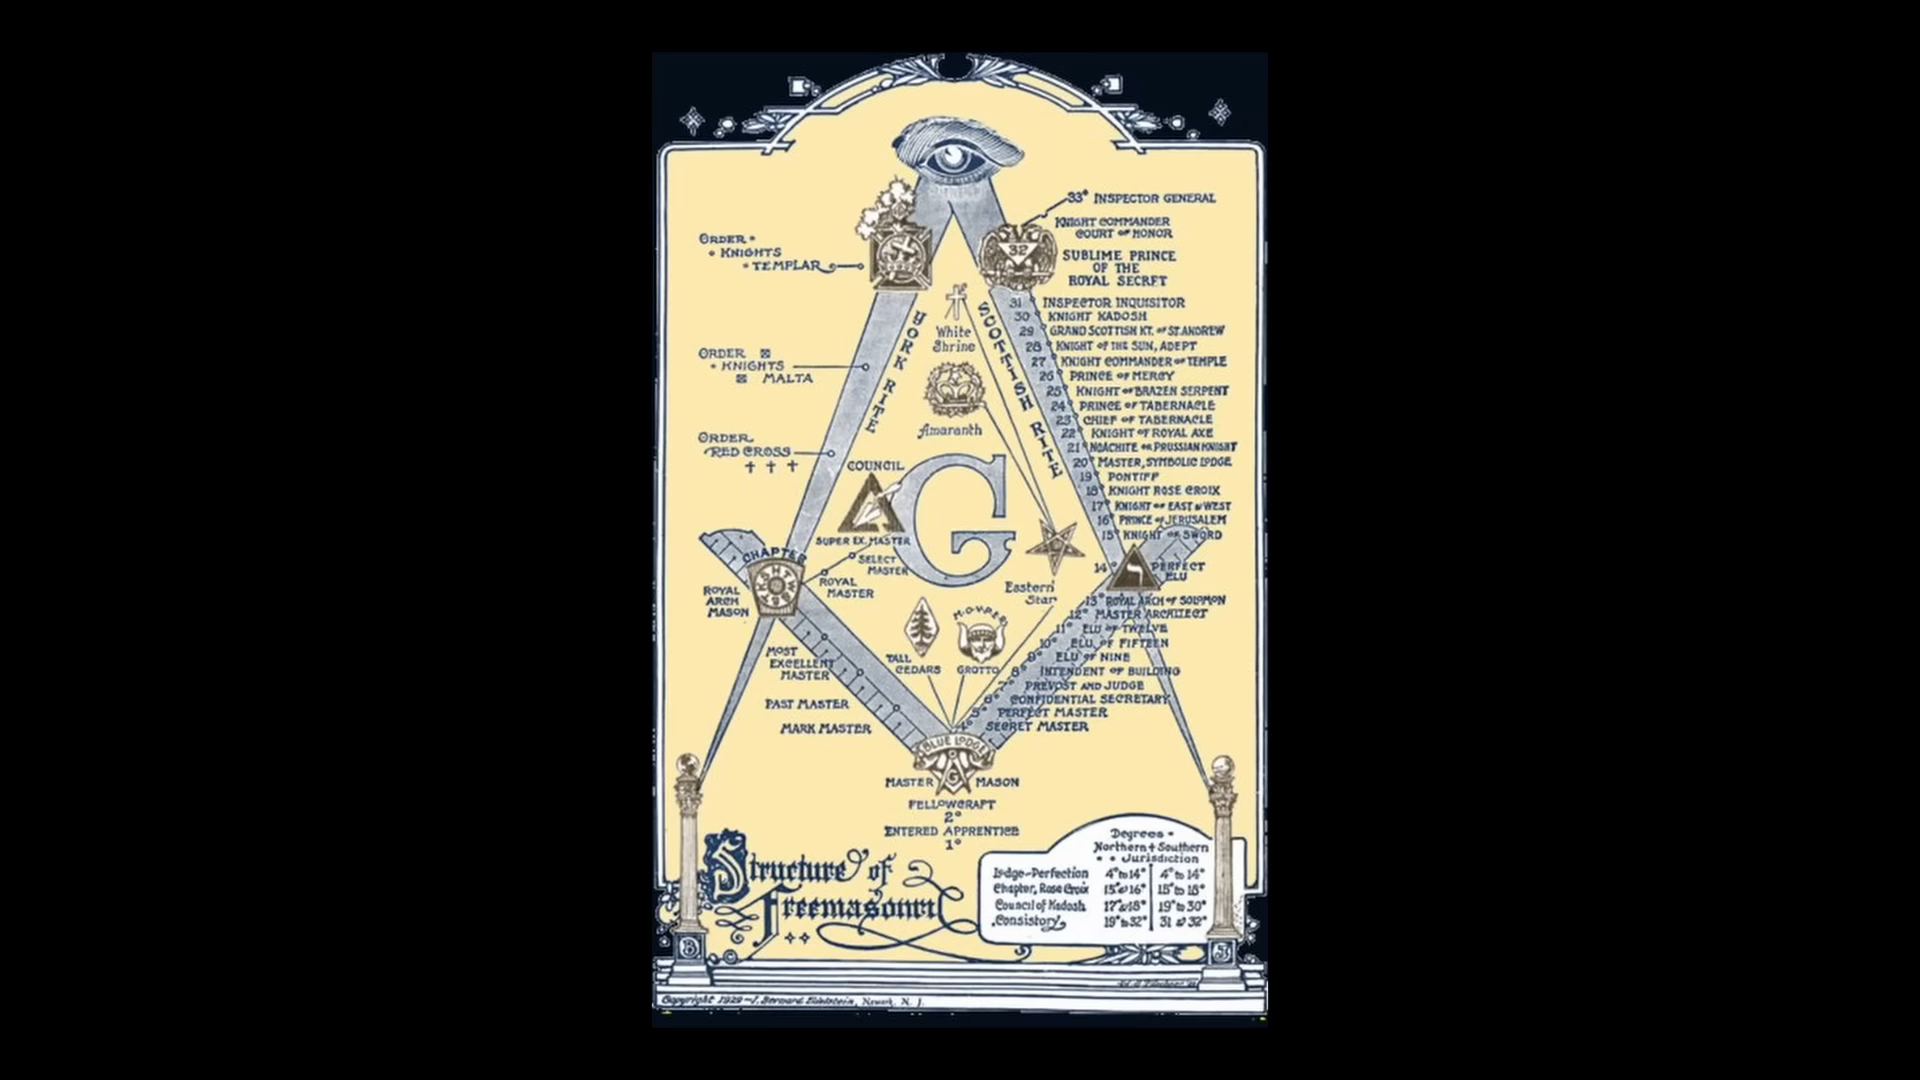 33° INSPECTOR GENERAL
KNIGHT COMMANDER
COURT OF HONOR
32
SUBLIME PRINCE
OF THE
ROYAL SECRET
ORDER
KNIGHTS
TEMPLAR
31 INSPECTOR INQUISITOR
30 KNIGHT KADOSH
29 GRAND SCOTTISH KT. OF ST. ANDREW
28 KNIGHT OF THE SUN, ADEPT
27 KNIGHT COMMANDER OF TEMPLE
26° PRINCE OF MERCY
25° KNIGHT OF BRAZEN SERPENT
24° PRINCE OF TABERNACLE
23° CHIEF OF TABERNACLE
22° KNIGHT OF ROYAL AXE
21° NOACHITE OR PRUSSIAN KNIGHT
20° MASTER, SYMBOLIC LODGE
19° PONTIFF
18° KNIGHT ROSE CROIX
17° KNIGHT OF EAST & WEST
16° PRINCE OF JERUSALEM
15° KNIGHT OF SWORD
14° PERFECT
ELU
13° ROYAL ARCH OF SOLOMON
12° MASTER ARCHITECT
11° ELU OF TWELVE
10° ELU OF FIFTEEN
9° ELU OF NINE
8° INTENDENT OF BUILDING
7° PREVOST AND JUDGE
6° CONFIDENTIAL SECRETARY
5° PERFECT MASTER
4° SECRET MASTER
YORK RITE
SCOTTISH RITE
White
Shrine
Amaranth
ORDER
KNIGHTS
MALTA
ORDER
RED CROSS
COUNCIL
G
SUPER EX. MASTER
SELECT
MASTER
ROYAL
MASTER
CHAPTER
HTWSSTKS
ROYAL
ARCH
MASON
Eastern
Star
M.O.V.P.E.R
TALL
CEDARS
GROTTO
MOST
EXCELLENT
MASTER
PAST MASTER
MARK MASTER
BLUE LODGE
G
MASTER MASON
FELLOWCRAFT
2°
ENTERED APPRENTICE
1°
Structure of
Freemasonry
Degrees
Northern + Southern
Jurisdiction
Lodge-Perfection 4° to 14° 4° to 14°
Chapter, Rose Croix 15° & 16° 15° to 18°
Council of Kadosh 17° & 18° 19° to 30°
Consistory 19° to 32° 31 & 32°
B
J
Copyright 1929 - J. Bernard Newark, N. J.